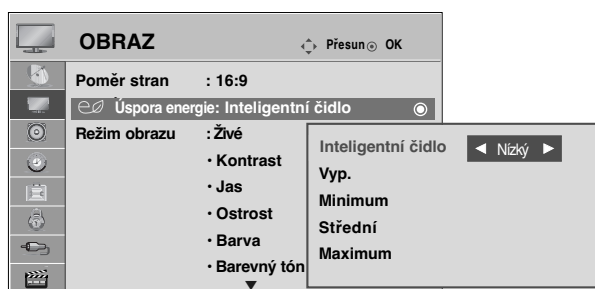 OBRAZ
Přesun OK
Poměr stran : 16:9
Úspora energie: Inteligentní čidlo
Režim obrazu : Živé
• Kontrast
• Jas
• Ostrost
• Barva
• Barevný tón
Inteligentní čidlo ◄ Nízký ►
Vyp.
Minimum
Střední
Maximum